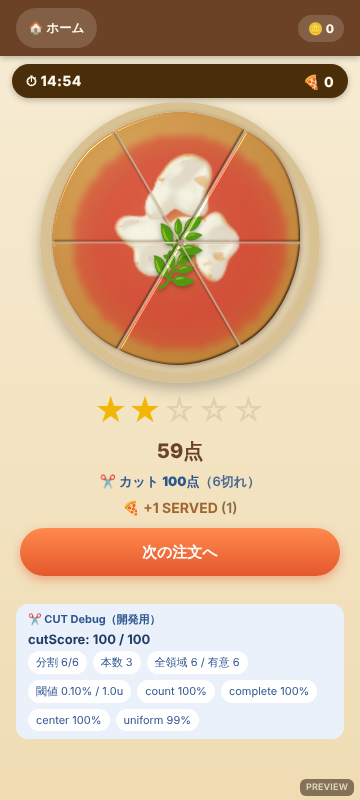 🏠 ホーム
🪙 0
⏱ 14:54
🍕 0
★★☆☆☆
59点
✂️ カット 100点（6切れ）
🍕 +1 SERVED (1)
次の注文へ
✂️ CUT Debug（開発用）
cutScore: 100 / 100
分割 6/6 本数 3 全領域 6 / 有意 6
閾値 0.10% / 1.0u count 100% complete 100%
center 100% uniform 99%
PREVIEW